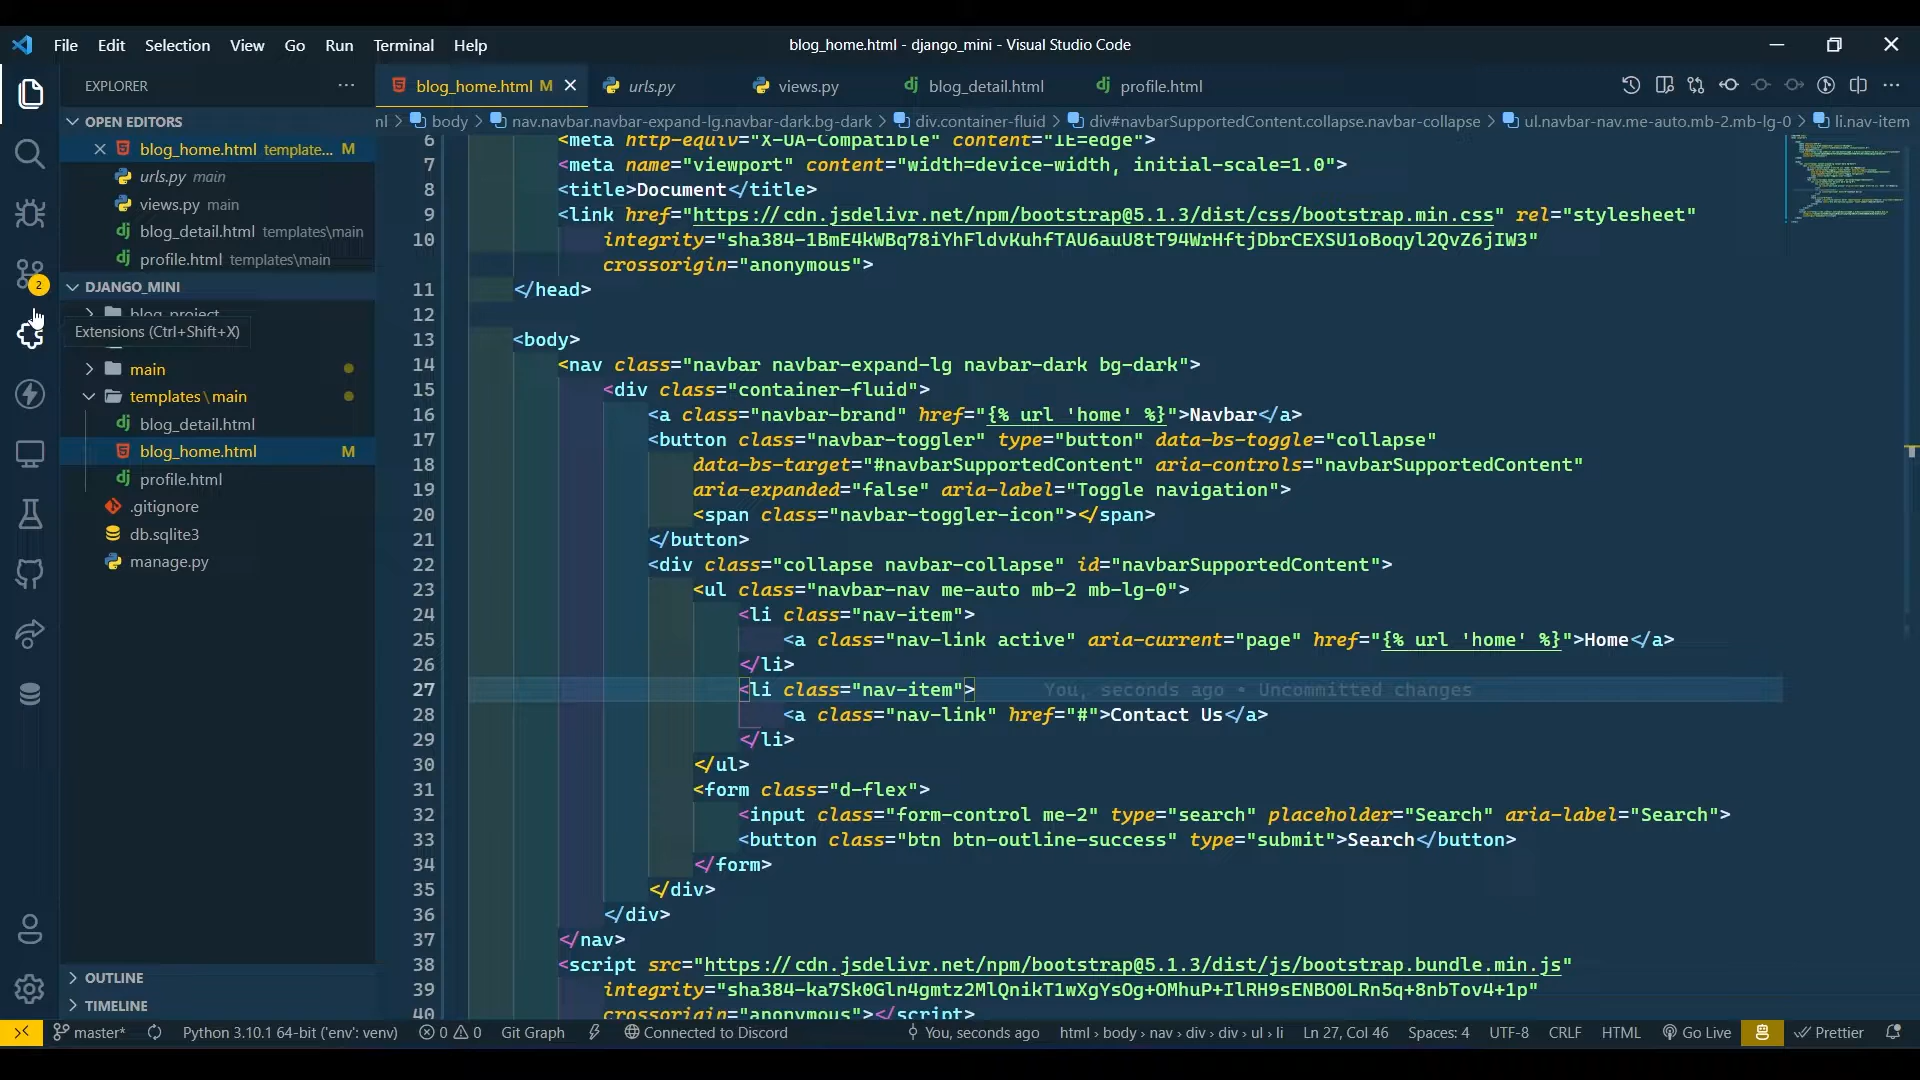 File Edit Selection View Go Run Terminal Help
blog_home.html - django_mini - Visual Studio Code
EXPLORER
blog_home.html M
urls.py
views.py
blog_detail.html
profile.html
OPEN EDITORS
blog_home.html template... M
urls.py main
views.py main
blog_detail.html templates\main
profile.html templates\main
DJANGO_MINI
blog_project
Extensions (Ctrl+Shift+X)
main
templates\main
blog_detail.html
blog_home.html M
profile.html
.gitignore
db.sqlite3
manage.py
OUTLINE
TIMELINE
2
nl > body > nav.navbar.navbar-expand-lg.navbar-dark.bg-dark > div.container-fluid > div#navbarSupportedContent.collapse.navbar-collapse > ul.navbar-nav.me-auto.mb-2.mb-lg-0 > li.nav-item
6 <meta http-equiv="X-UA-Compatible" content="IE=edge">
7 <meta name="viewport" content="width=device-width, initial-scale=1.0">
8 <title>Document</title>
9 <link href="https://cdn.jsdelivr.net/npm/bootstrap@5.1.3/dist/css/bootstrap.min.css" rel="stylesheet"
10 integrity="sha384-1BmE4kWBq78iYhFldvKuhfTAU6auU8tT94WrHftjDbrCEXSU1oBoqyl2QvZ6jIW3"
crossorigin="anonymous">
11 </head>
12
13 <body>
14 <nav class="navbar navbar-expand-lg navbar-dark bg-dark">
15 <div class="container-fluid">
16 <a class="navbar-brand" href="{% url 'home' %}">Navbar</a>
17 <button class="navbar-toggler" type="button" data-bs-toggle="collapse"
18 data-bs-target="#navbarSupportedContent" aria-controls="navbarSupportedContent"
19 aria-expanded="false" aria-label="Toggle navigation">
20 <span class="navbar-toggler-icon"></span>
21 </button>
22 <div class="collapse navbar-collapse" id="navbarSupportedContent">
23 <ul class="navbar-nav me-auto mb-2 mb-lg-0">
24 <li class="nav-item">
25 <a class="nav-link active" aria-current="page" href="{% url 'home' %}">Home</a>
26 </li>
27 <li class="nav-item"> You, seconds ago • Uncommitted changes
28 <a class="nav-link" href="#">Contact Us</a>
29 </li>
30 </ul>
31 <form class="d-flex">
32 <input class="form-control me-2" type="search" placeholder="Search" aria-label="Search">
33 <button class="btn btn-outline-success" type="submit">Search</button>
34 </form>
35 </div>
36 </div>
37 </nav>
38 <script src="https://cdn.jsdelivr.net/npm/bootstrap@5.1.3/dist/js/bootstrap.bundle.min.js"
39 integrity="sha384-ka7Sk0Gln4gmtz2MlQnikT1wXgYsOg+OMhuP+IlRH9sENBO0LRn5q+8nbTov4+1p"
40 crossorigin="anonymous"></script>
master* Python 3.10.1 64-bit ('env': venv) 0 0 Git Graph Connected to Discord You, seconds ago html > body > nav > div > div > ul > li Ln 27, Col 46 Spaces: 4 UTF-8 CRLF HTML Go Live Prettier